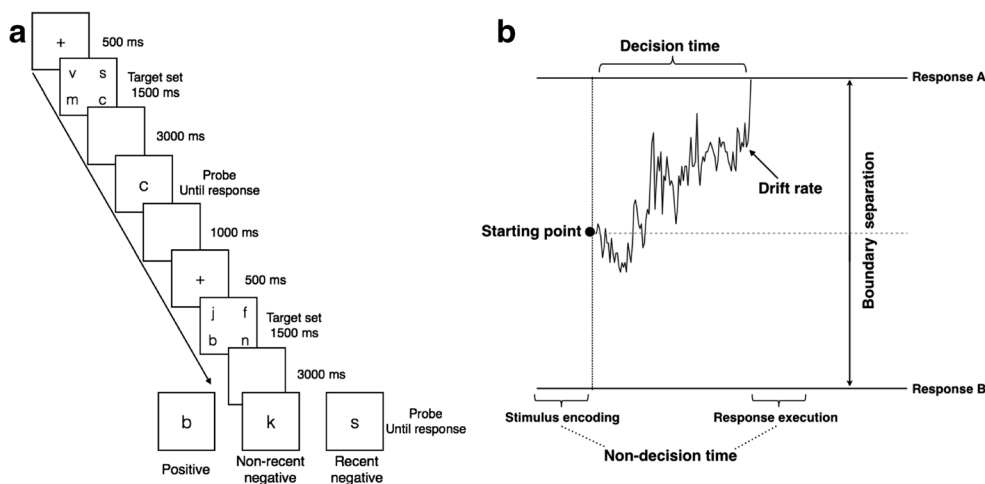 a
+
500 ms
v s
m c
Target set
1500 ms
3000 ms
c
Probe
Until response
1000 ms
+
500 ms
j f
b n
Target set
1500 ms
3000 ms
b
k
s
Probe
Until response
Positive
Non-recent
negative
Recent
negative
b
Decision time
Response A
Drift rate
Starting point
Boundary separation
Response B
Stimulus encoding
Response execution
Non-decision time